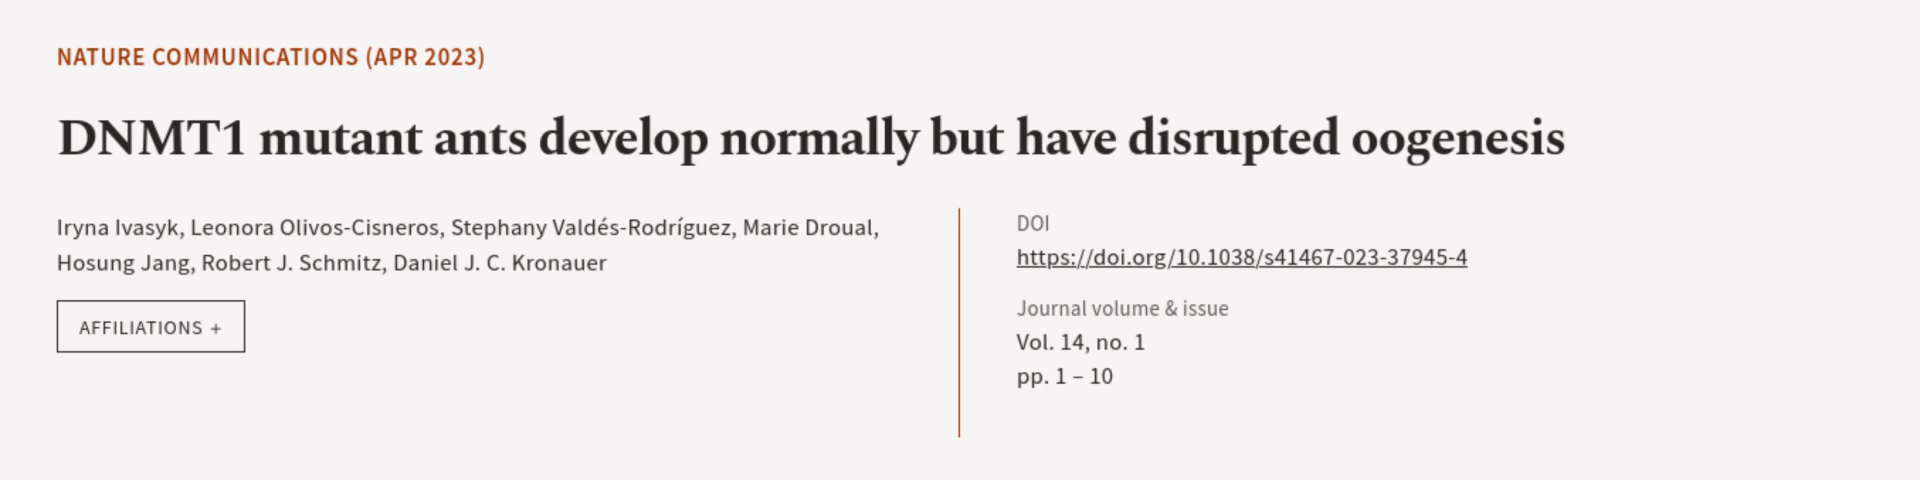 NATURE COMMUNICATIONS (APR 2023)
DNMT1 mutant ants develop normally but have disrupted oogenesis
Iryna Ivasyk, Leonora Olivos-Cisneros, Stephany Valdés-Rodríguez, Marie Droual,
Hosung Jang, Robert J. Schmitz, Daniel J. C. Kronauer
AFFILIATIONS +
DOI
https://doi.org/10.1038/s41467-023-37945-4
Journal volume & issue
Vol. 14, no. 1
pp. 1 – 10